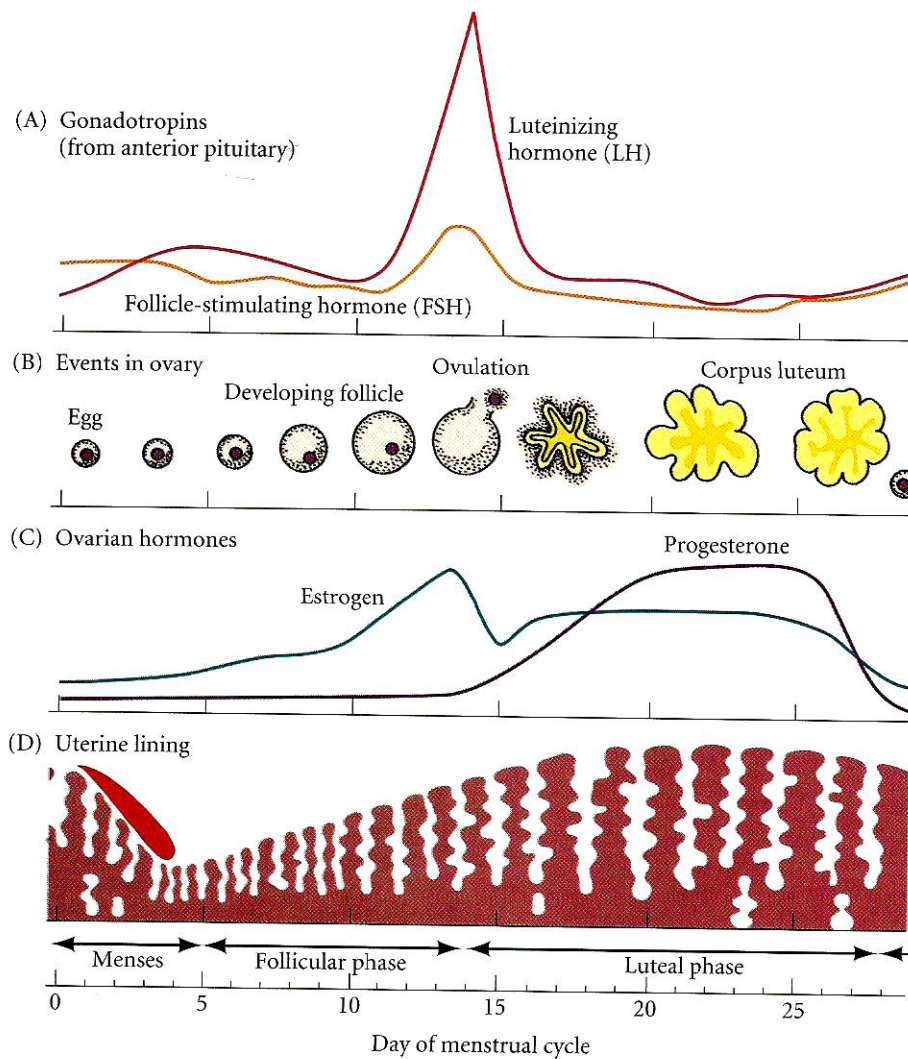 (A) Gonadotropins
(from anterior pituitary)
Luteinizing
hormone (LH)
Follicle-stimulating hormone (FSH)
(B) Events in ovary
Ovulation
Corpus luteum
Developing follicle
Egg
(C) Ovarian hormones
Progesterone
Estrogen
(D) Uterine lining
Menses
Follicular phase
Luteal phase
0 5 10 15 20 25
Day of menstrual cycle